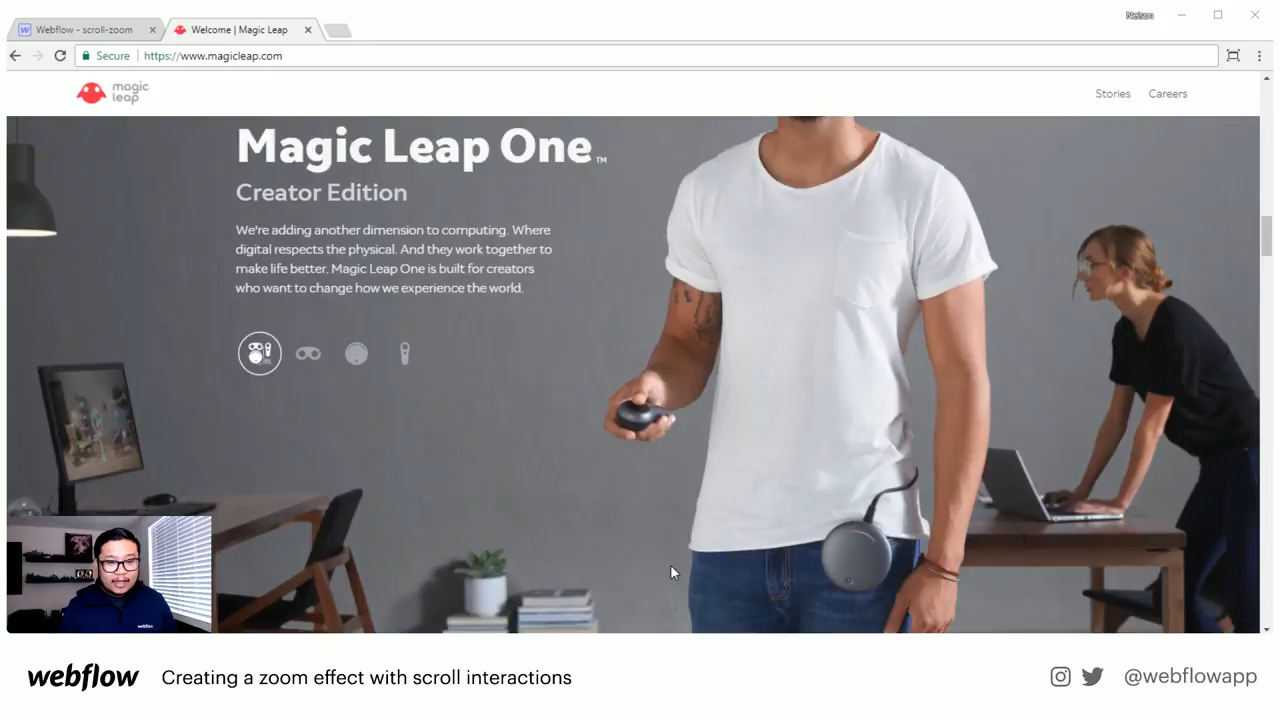 Nelson
Webflow - scroll-zoom
Welcome | Magic Leap
Secure
https://www.magicleap.com
magic
leap
Stories
Careers
Magic Leap One™
Creator Edition
We're adding another dimension to computing. Where
digital respects the physical. And they work together to
make life better. Magic Leap One is built for creators
who want to change how we experience the world.
webflow
webflow
Creating a zoom effect with scroll interactions
@webflowapp